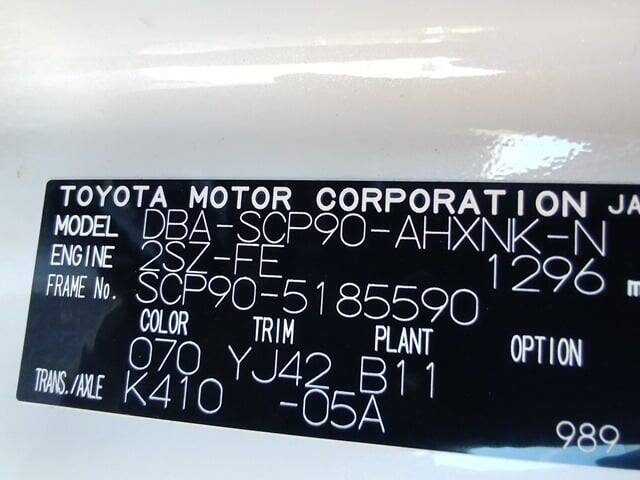 TOYOTA MOTOR CORPORATION JA
MODEL DBA-SCP90-AHXNK-N
ENGINE 2SZ-FE 1296 m
FRAME No. SCP90-5185590
COLOR TRIM PLANT OPTION
070 YJ42 B11
TRANS./AXLE K410 -05A
989